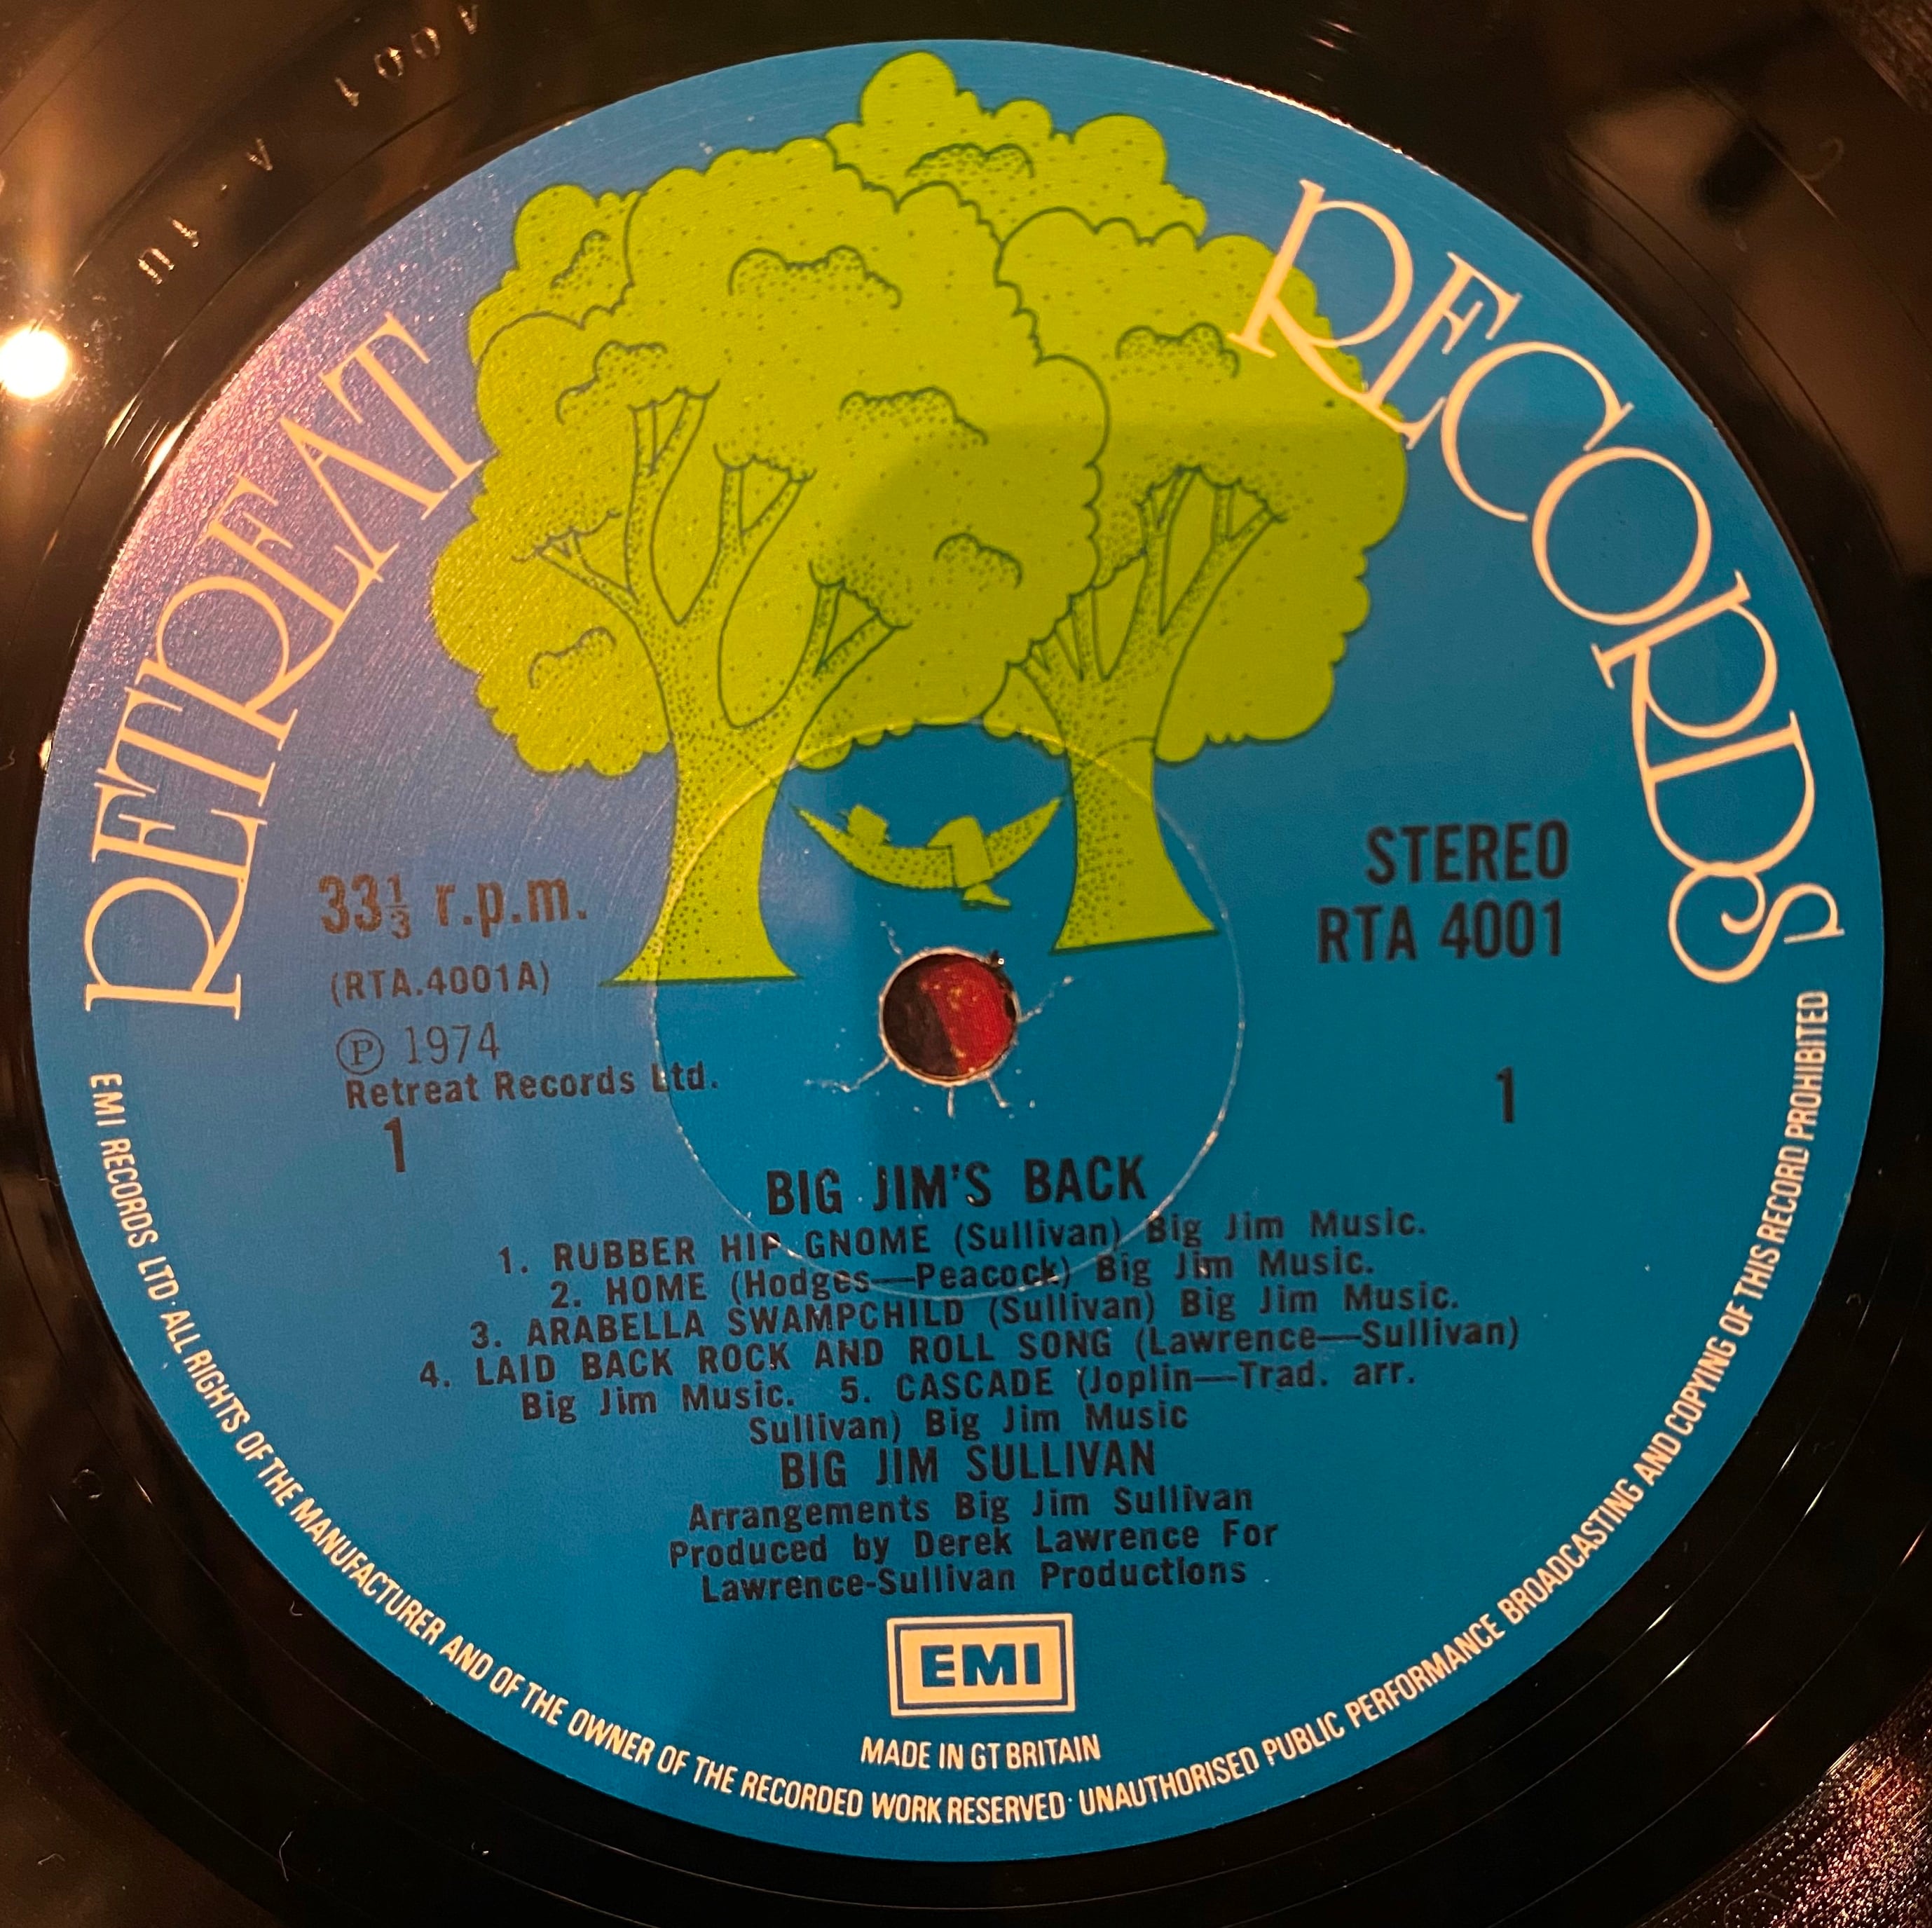 4001 A-1U
RETREAT RECORDS
33⅓ r.p.m.
(RTA.4001A)
Ⓟ 1974
Retreat Records Ltd.
1
STEREO
RTA 4001
1
BIG JIM'S BACK
1. RUBBER HIP GNOME (Sullivan) Big Jim Music.
2. HOME (Hodges—Peacock) Big Jim Music.
3. ARABELLA SWAMPCHILD (Sullivan) Big Jim Music.
4. LAID BACK ROCK AND ROLL SONG (Lawrence—Sullivan)
Big Jim Music. 5. CASCADE (Joplin—Trad. arr.
Sullivan) Big Jim Music
BIG JIM SULLIVAN
Arrangements Big Jim Sullivan
Produced by Derek Lawrence For
Lawrence-Sullivan Productions
EMI
MADE IN GT BRITAIN
EMI RECORDS LTD·ALL RIGHTS OF THE MANUFACTURER AND OF THE OWNER OF THE RECORDED WORK RESERVED·UNAUTHORISED PUBLIC PERFORMANCE BROADCASTING AND COPYING OF THIS RECORD PROHIBITED